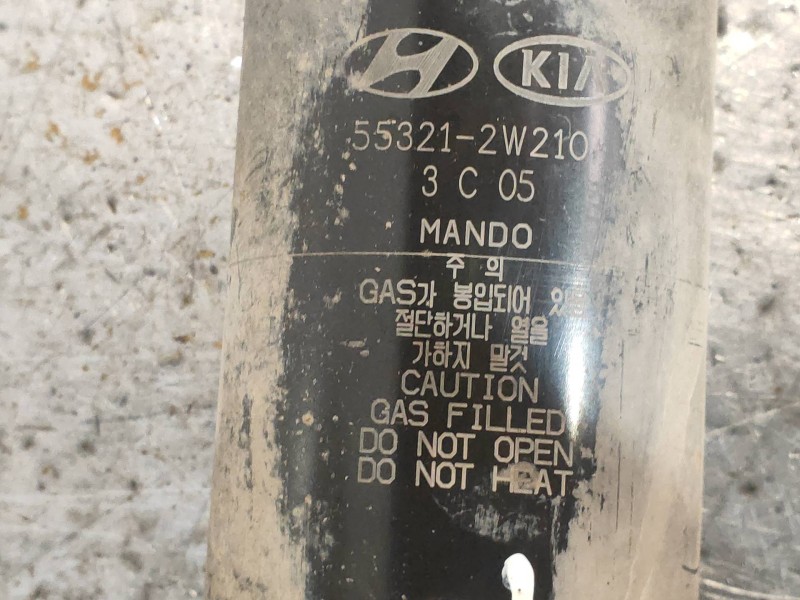 KIA
55321-2W210
3 C 05
MANDO
주 의
GAS가 봉입되어
절단하거나 열을
가하지 말것
CAUTION
GAS FILLED
DO NOT OPEN
DO NOT HEAT